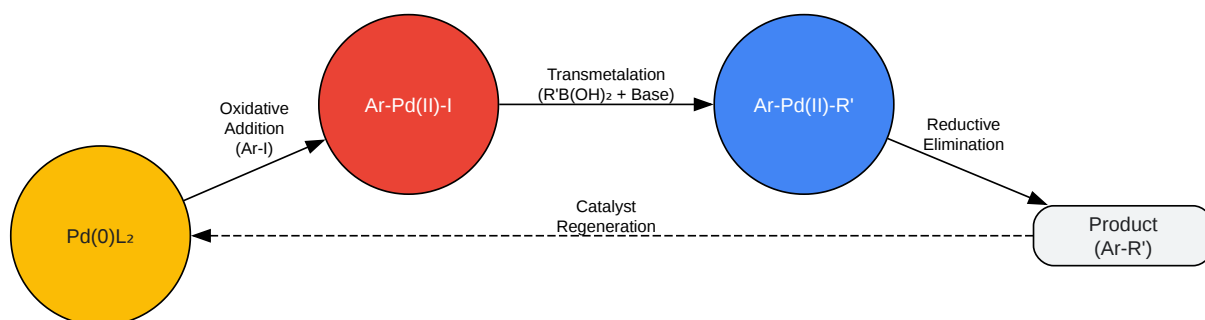 Oxidative
Addition
(Ar-I)
Ar-Pd(II)-I
Transmetalation
(R'B(OH)₂ + Base)
Ar-Pd(II)-R'
Reductive
Elimination
Pd(0)L₂
Catalyst
Regeneration
Product
(Ar-R')